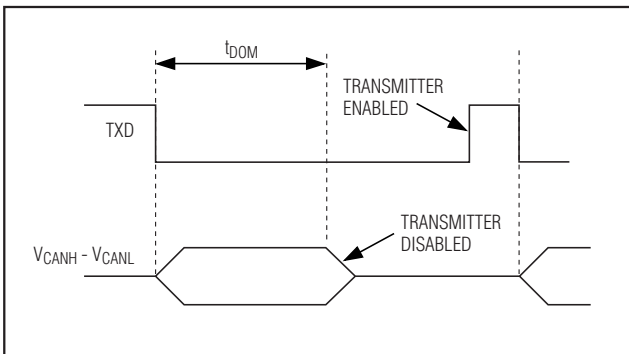 tDOM
TRANSMITTER
ENABLED
TXD
TRANSMITTER
DISABLED
VCANH - VCANL